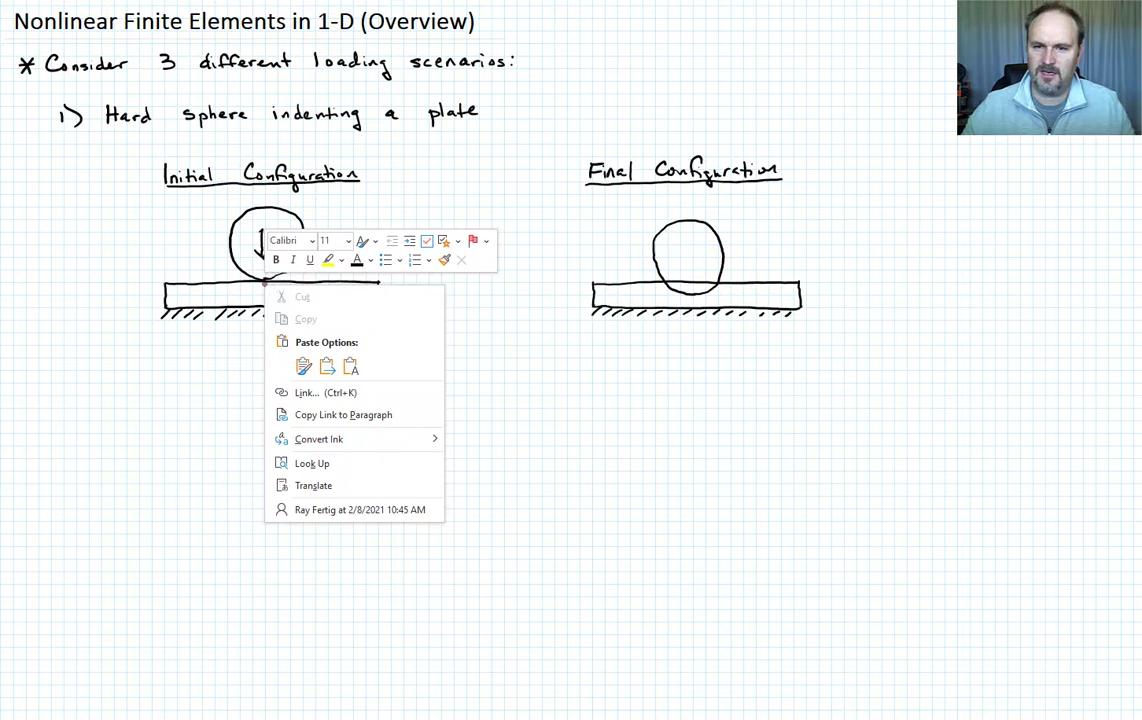 Nonlinear Finite Elements in 1-D (Overview)
* Consider 3 different loading scenarios:
1) Hard sphere indenting a plate
Initial Configuration
Final Configuration
Calibri 11
B I U A
Cut
Copy
Paste Options:
Link... (Ctrl+K)
Copy Link to Paragraph
Convert Ink
Look Up
Translate
Ray Fertig at 2/8/2021 10:45 AM